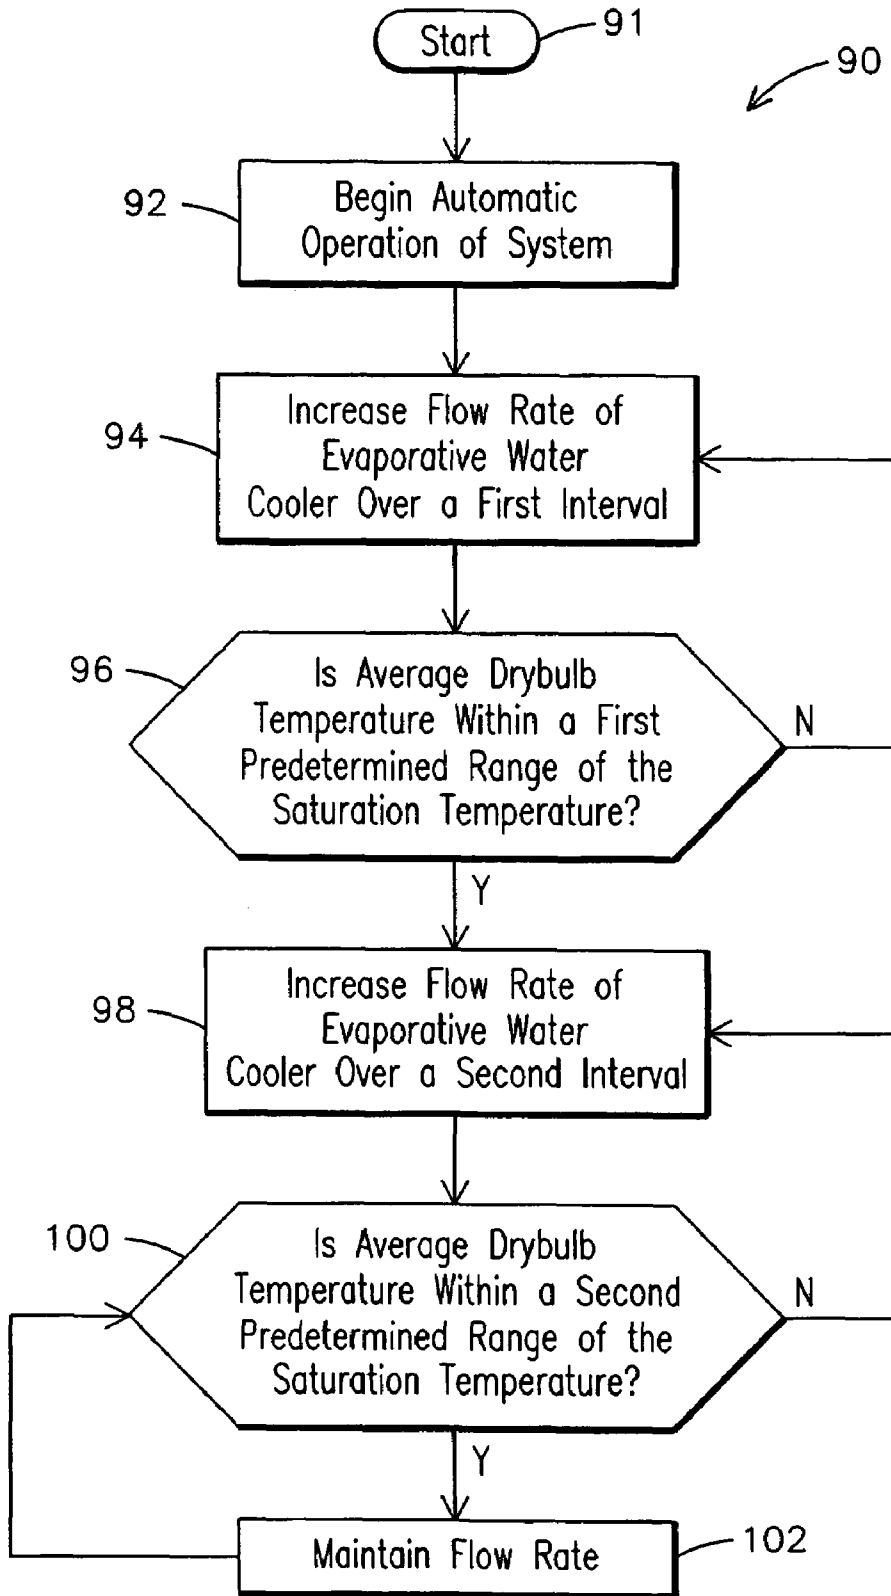 Start
91
90
92
Begin Automatic
Operation of System
94
Increase Flow Rate of
Evaporative Water
Cooler Over a First Interval
96
Is Average Drybulb
Temperature Within a First
Predetermined Range of the
Saturation Temperature?
N
Y
98
Increase Flow Rate of
Evaporative Water
Cooler Over a Second Interval
100
Is Average Drybulb
Temperature Within a Second
Predetermined Range of the
Saturation Temperature?
N
Y
Maintain Flow Rate
102